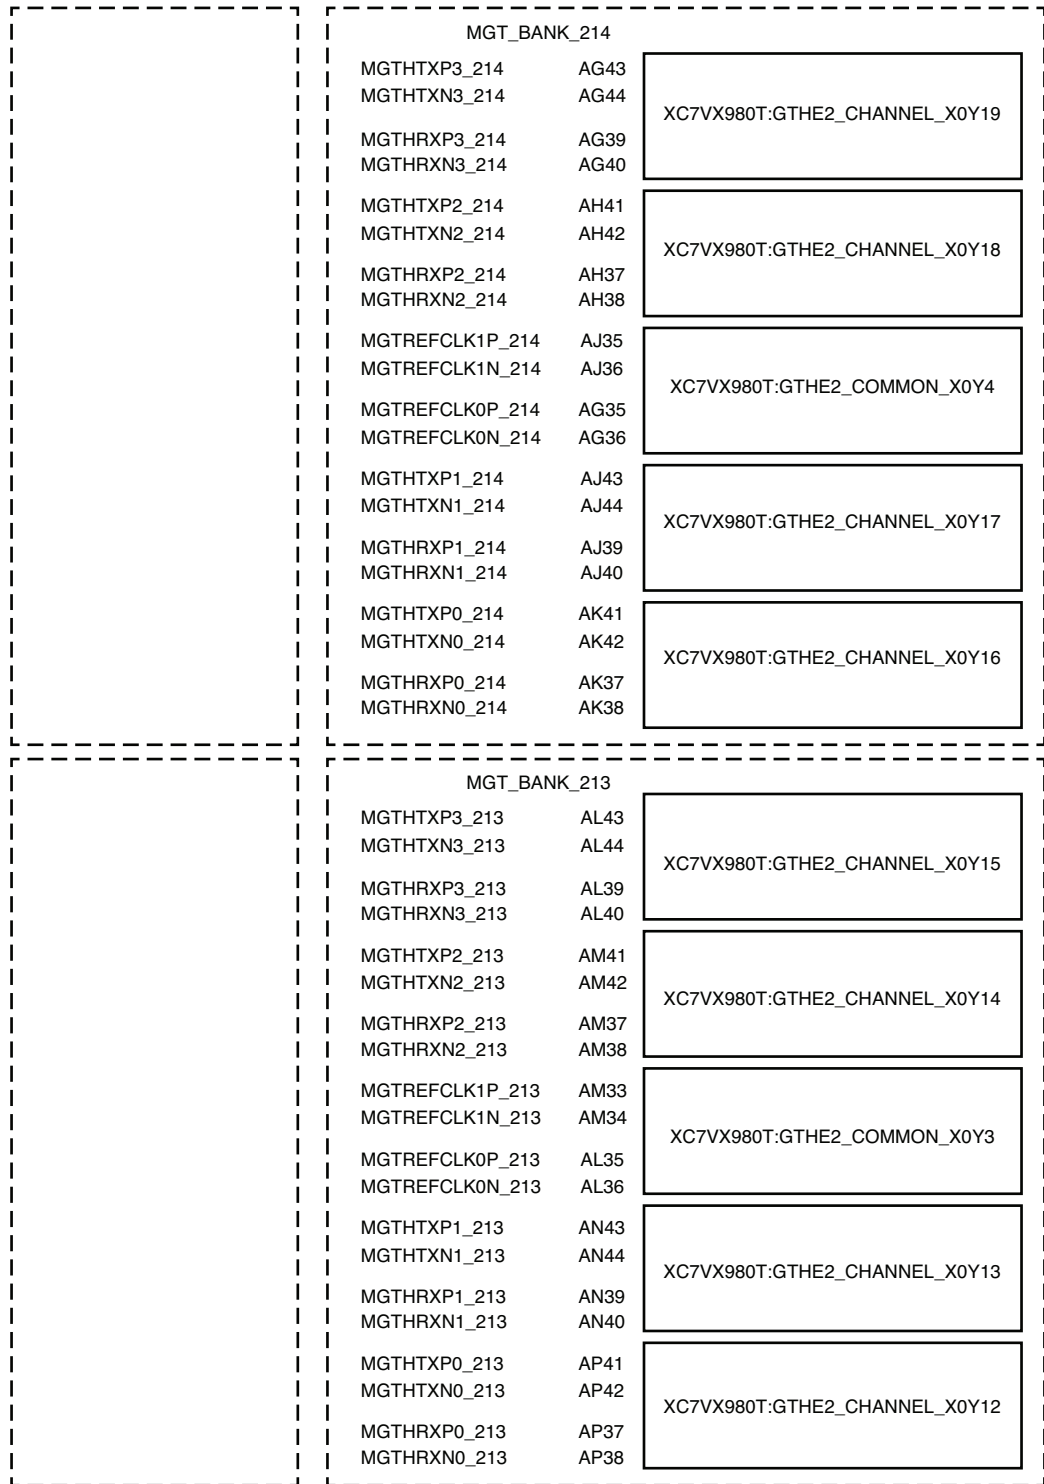 MGT_BANK_214
MGTHTXP3_214 AG43
MGTHTXN3_214 AG44
XC7VX980T:GTHE2_CHANNEL_X0Y19
MGTHRXP3_214 AG39
MGTHRXN3_214 AG40
MGTHTXP2_214 AH41
MGTHTXN2_214 AH42
XC7VX980T:GTHE2_CHANNEL_X0Y18
MGTHRXP2_214 AH37
MGTHRXN2_214 AH38
MGTREFCLK1P_214 AJ35
MGTREFCLK1N_214 AJ36
XC7VX980T:GTHE2_COMMON_X0Y4
MGTREFCLK0P_214 AG35
MGTREFCLK0N_214 AG36
MGTHTXP1_214 AJ43
MGTHTXN1_214 AJ44
XC7VX980T:GTHE2_CHANNEL_X0Y17
MGTHRXP1_214 AJ39
MGTHRXN1_214 AJ40
MGTHTXP0_214 AK41
MGTHTXN0_214 AK42
XC7VX980T:GTHE2_CHANNEL_X0Y16
MGTHRXP0_214 AK37
MGTHRXN0_214 AK38
MGT_BANK_213
MGTHTXP3_213 AL43
MGTHTXN3_213 AL44
XC7VX980T:GTHE2_CHANNEL_X0Y15
MGTHRXP3_213 AL39
MGTHRXN3_213 AL40
MGTHTXP2_213 AM41
MGTHTXN2_213 AM42
XC7VX980T:GTHE2_CHANNEL_X0Y14
MGTHRXP2_213 AM37
MGTHRXN2_213 AM38
MGTREFCLK1P_213 AM33
MGTREFCLK1N_213 AM34
XC7VX980T:GTHE2_COMMON_X0Y3
MGTREFCLK0P_213 AL35
MGTREFCLK0N_213 AL36
MGTHTXP1_213 AN43
MGTHTXN1_213 AN44
XC7VX980T:GTHE2_CHANNEL_X0Y13
MGTHRXP1_213 AN39
MGTHRXN1_213 AN40
MGTHTXP0_213 AP41
MGTHTXN0_213 AP42
XC7VX980T:GTHE2_CHANNEL_X0Y12
MGTHRXP0_213 AP37
MGTHRXN0_213 AP38